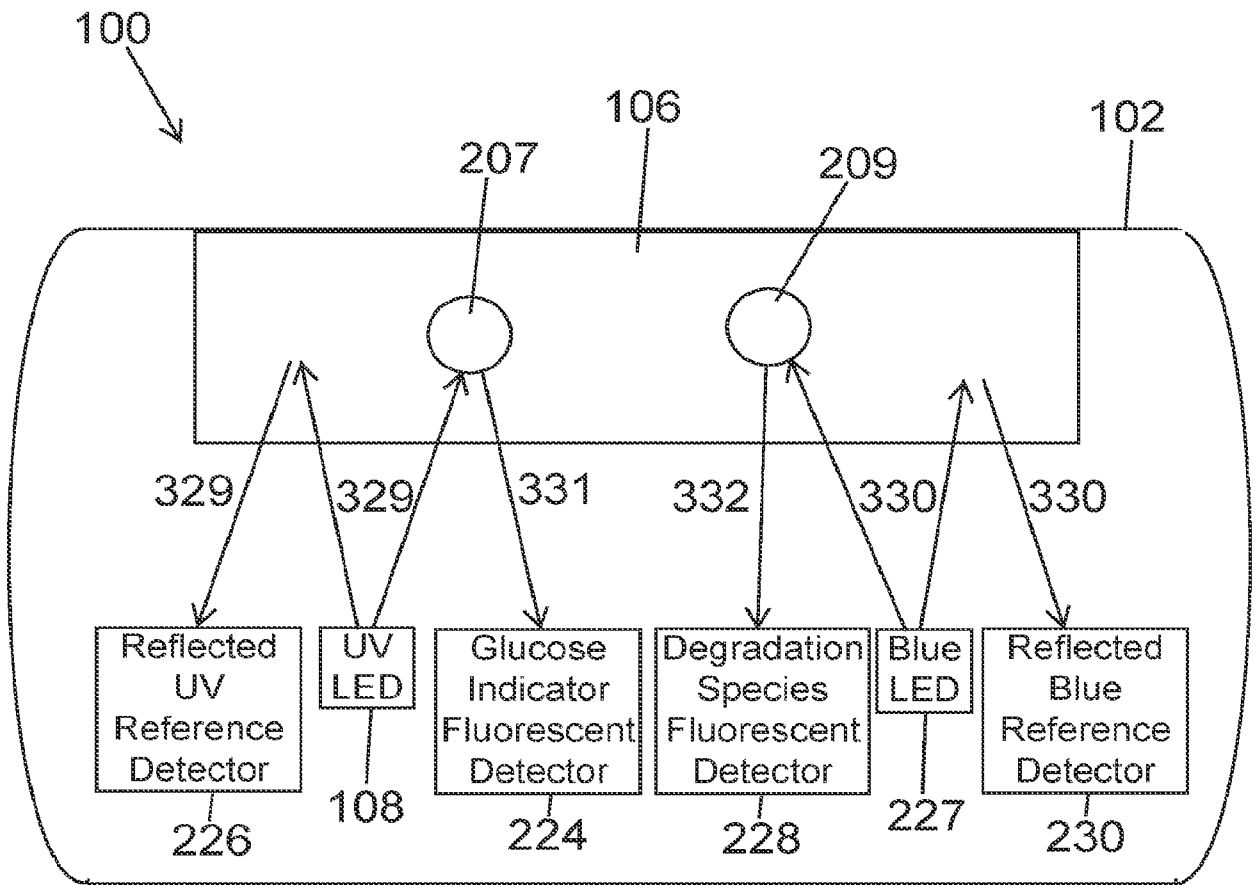 100
106
102
207
209
329
329
331
332
330
330
Reflected
UV
Reference
Detector
UV
LED
Glucose
Indicator
Fluorescent
Detector
Degradation
Species
Fluorescent
Detector
Blue
LED
Reflected
Blue
Reference
Detector
226
108
224
228
227
230